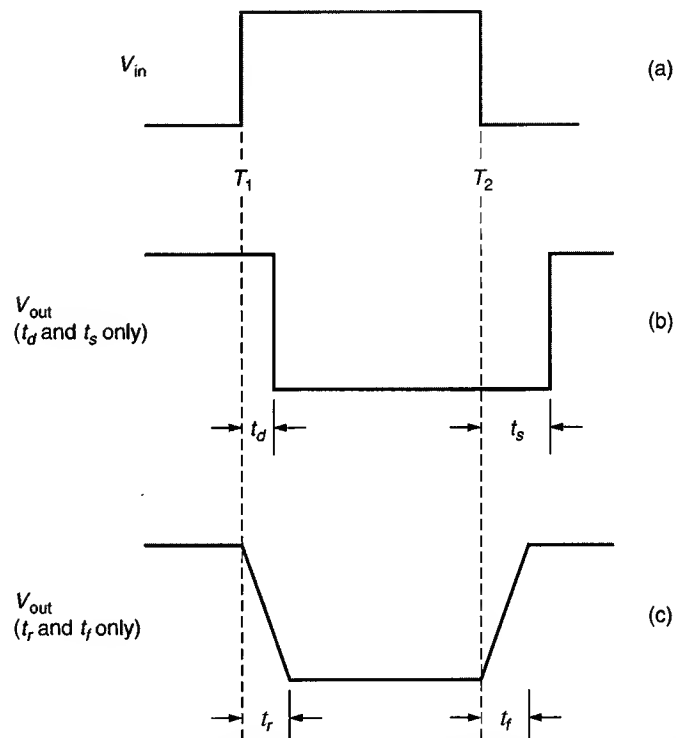 V_in
(a)
T_1
T_2
V_out
(t_d and t_s only)
(b)
t_d
t_s
V_out
(t_r and t_f only)
(c)
t_r
t_f